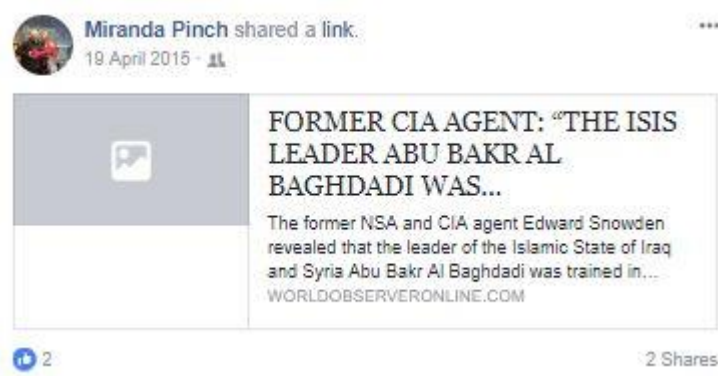 Miranda Pinch shared a link.
19 April 2015 ·
FORMER CIA AGENT: “THE ISIS
LEADER ABU BAKR AL
BAGHDADI WAS...
The former NSA and CIA agent Edward Snowden
revealed that the leader of the Islamic State of Iraq
and Syria Abu Bakr Al Baghdadi was trained in...
WORLDOBSERVERONLINE.COM
2
2 Shares